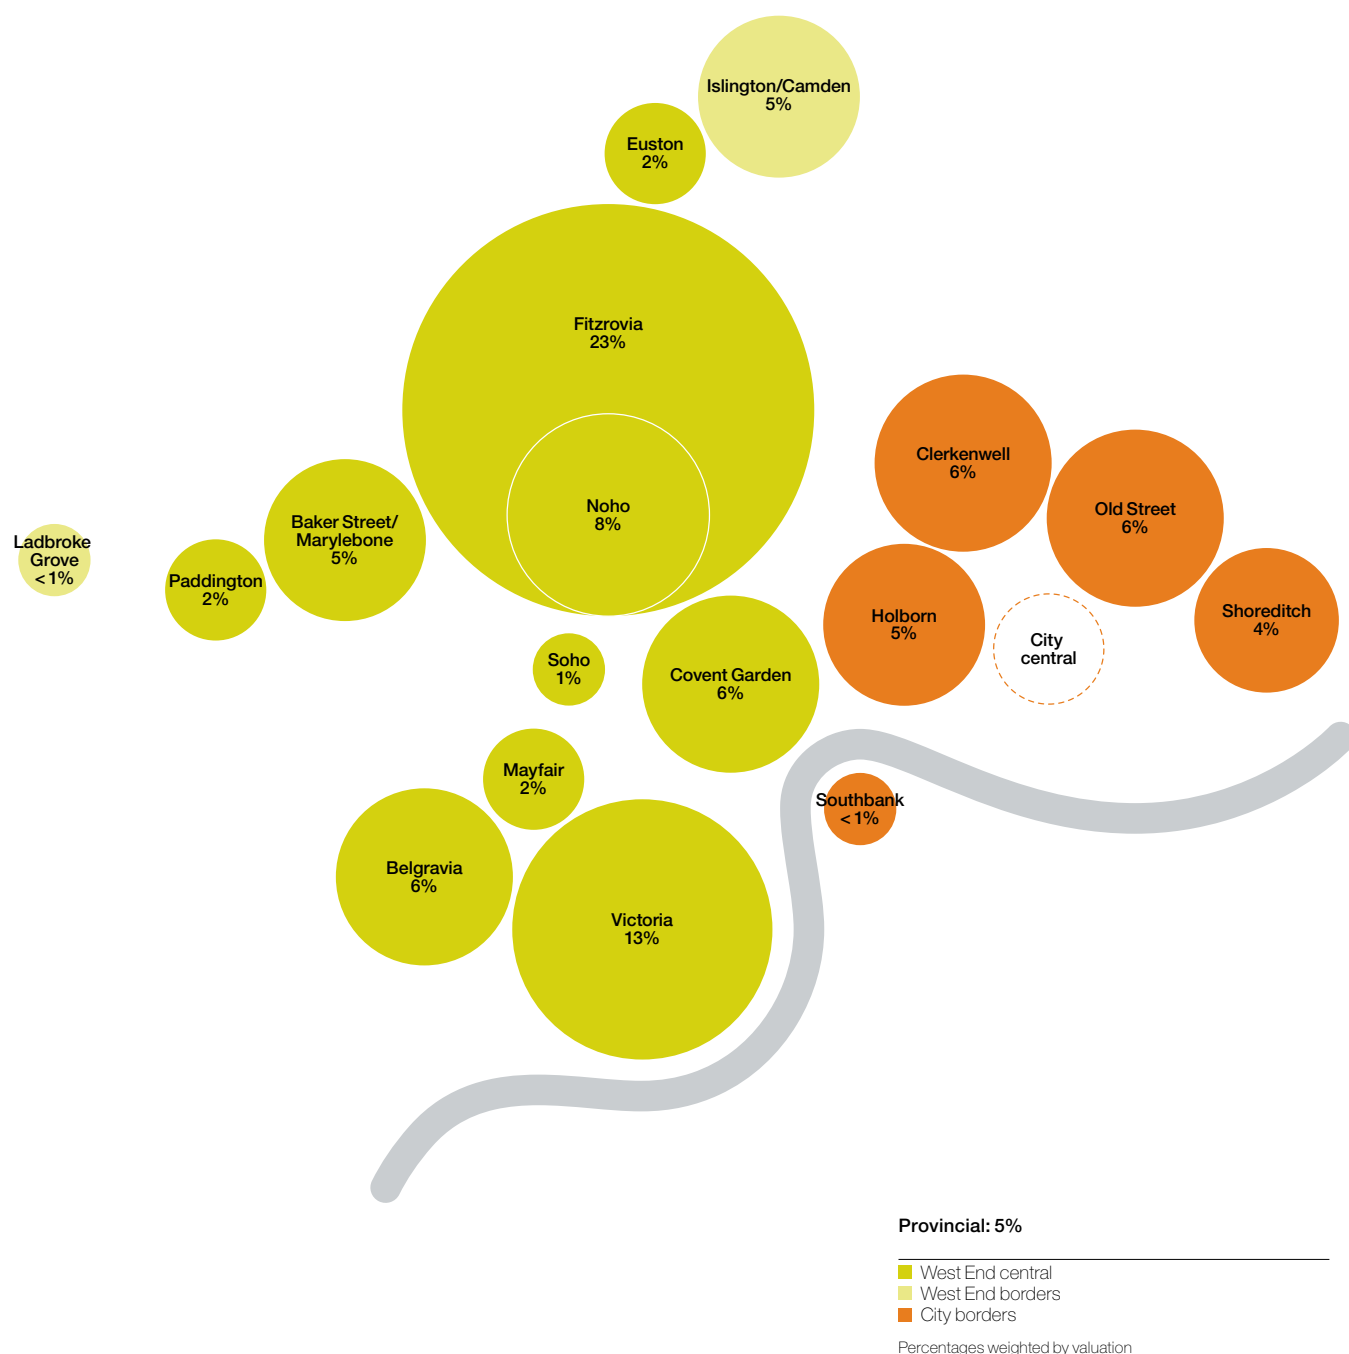 Islington/Camden
5%
Euston
2%
Fitzrovia
23%
Noho
8%
Clerkenwell
6%
Old Street
6%
Baker Street/
Marylebone
5%
Ladbroke
Grove
< 1%
Paddington
2%
Holborn
5%
City
central
Shoreditch
4%
Soho
1%
Covent Garden
6%
Mayfair
2%
Southbank
< 1%
Belgravia
6%
Victoria
13%
Provincial: 5%
West End central
West End borders
City borders
Percentages weighted by valuation